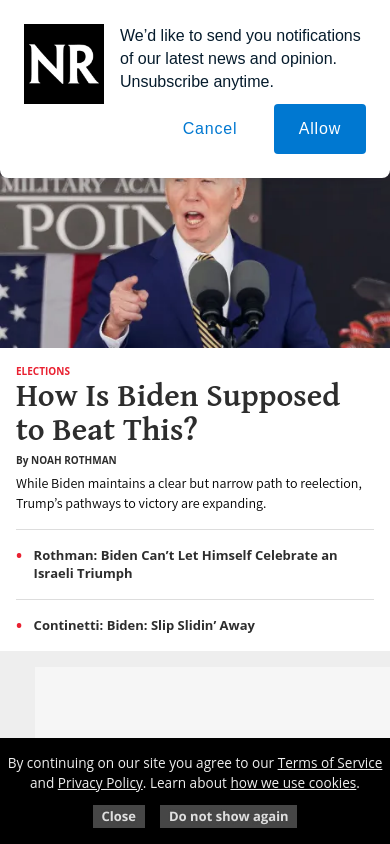 NR
We’d like to send you notifications
of our latest news and opinion.
Unsubscribe anytime.
Cancel
Allow
MILITARY ACA
POIN
ELECTIONS
How Is Biden Supposed
to Beat This?
By NOAH ROTHMAN
While Biden maintains a clear but narrow path to reelection,
Trump’s pathways to victory are expanding.
• Rothman: Biden Can’t Let Himself Celebrate an
Israeli Triumph
• Continetti: Biden: Slip Slidin’ Away
By continuing on our site you agree to our Terms of Service
and Privacy Policy. Learn about how we use cookies.
Close
Do not show again